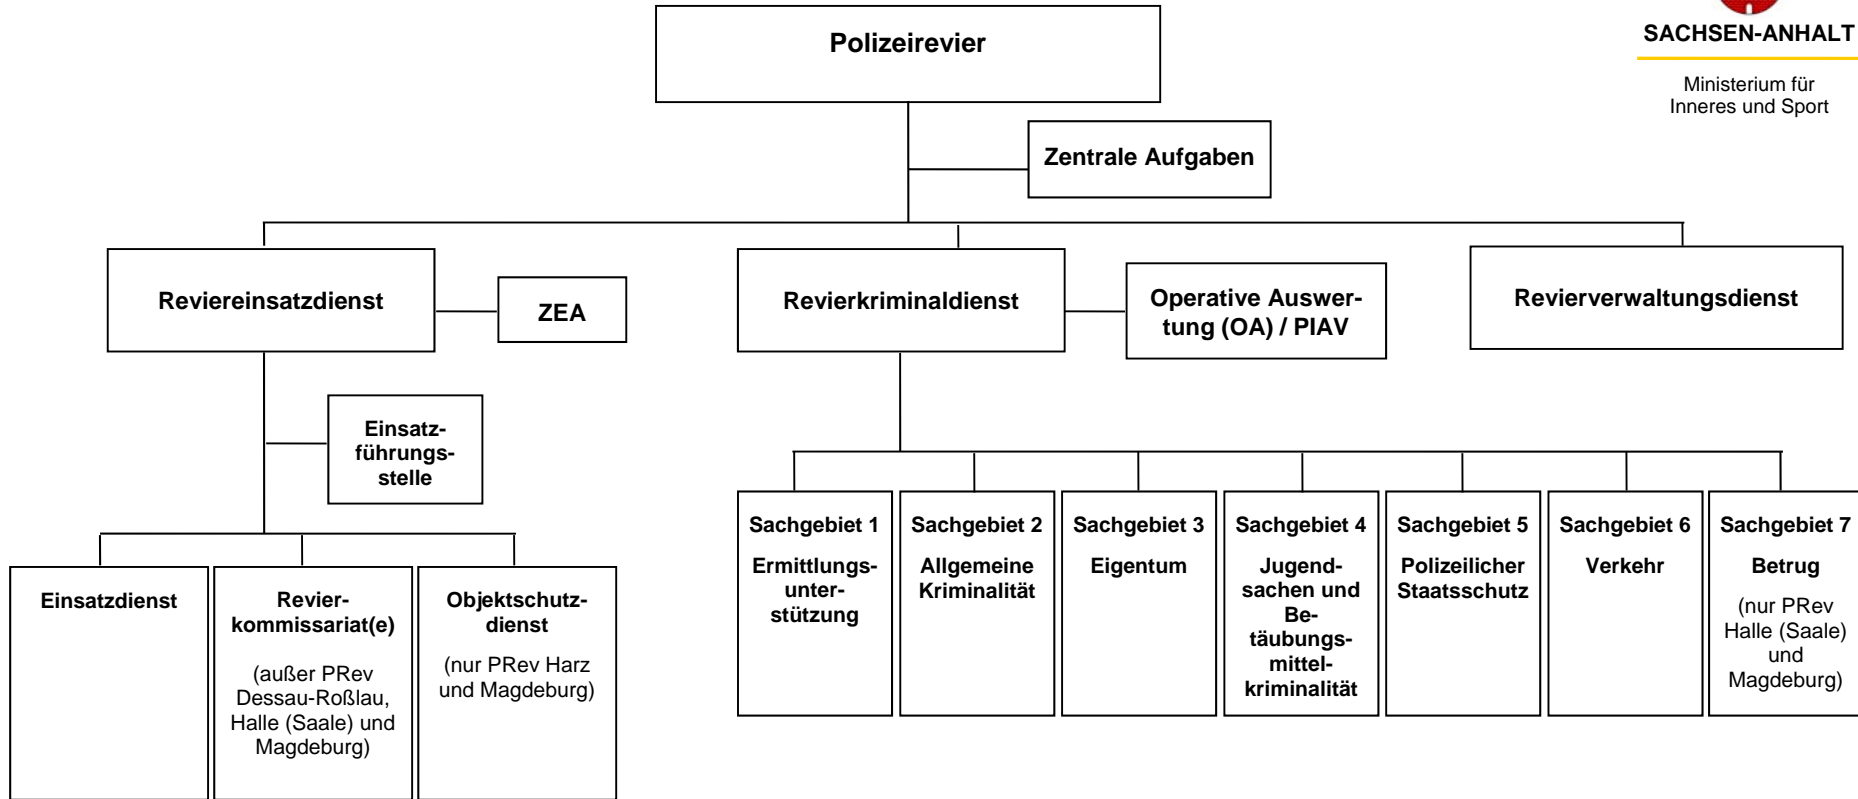 Polizeirevier
SACHSEN-ANHALT
Ministerium für
Inneres und Sport
Zentrale Aufgaben
Reviereinsatzdienst
ZEA
Revierkriminaldienst
Operative Auswer-
tung (OA) / PIAV
Revierverwaltungsdienst
Einsatz-
führungs-
stelle
Einsatzdienst
Revier-
kommissariat(e)
(außer PRev
Dessau-Roßlau,
Halle (Saale) und
Magdeburg)
Objektschutz-
dienst
(nur PRev Harz
und Magdeburg)
Sachgebiet 1
Ermittlungs-
unter-
stützung
Sachgebiet 2
Allgemeine
Kriminalität
Sachgebiet 3
Eigentum
Sachgebiet 4
Jugend-
sachen und
Be-
täubungs-
mittel-
kriminalität
Sachgebiet 5
Polizeilicher
Staatsschutz
Sachgebiet 6
Verkehr
Sachgebiet 7
Betrug
(nur PRev
Halle (Saale)
und
Magdeburg)